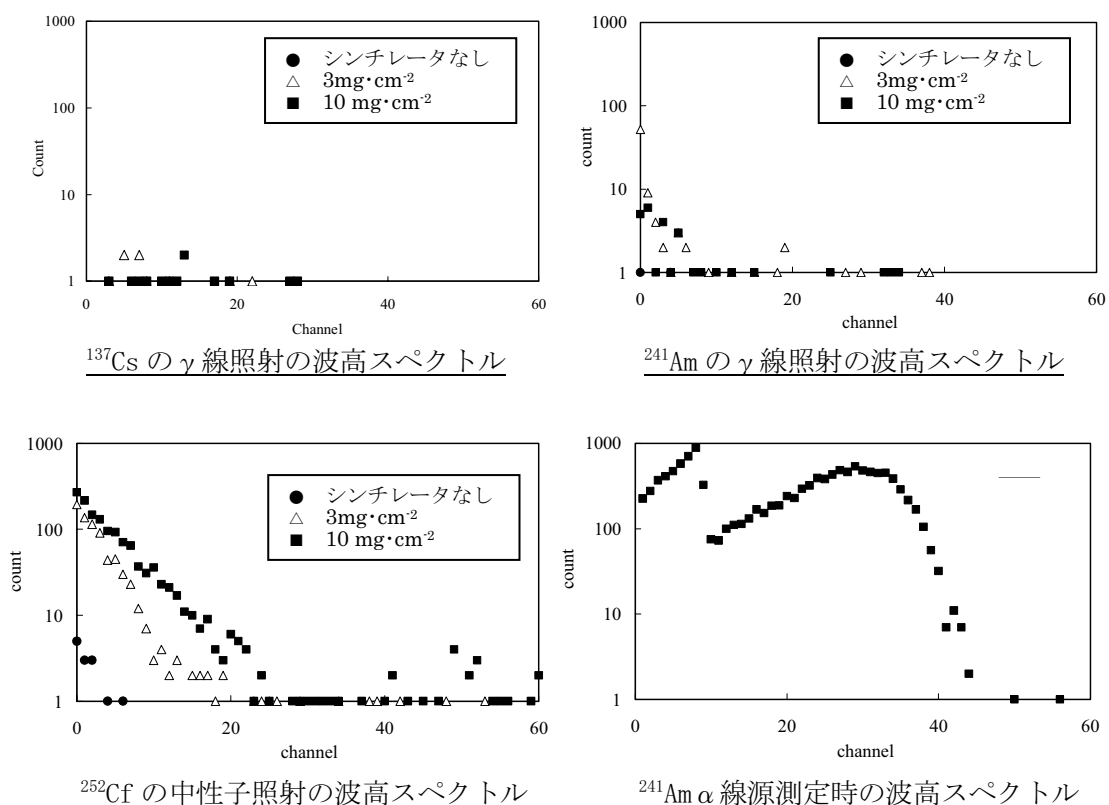 1000
100
10
1
Count
0
20
40
60
Channel
シンチレータなし
3mg・cm-2
10 mg・cm-2
137Cs の γ 線照射の波高スペクトル
1000
100
10
1
count
0
20
40
60
channel
シンチレータなし
3mg・cm-2
10 mg・cm-2
241Am の γ 線照射の波高スペクトル
1000
100
10
1
count
0
20
40
60
channel
シンチレータなし
3mg・cm-2
10 mg・cm-2
252Cf の中性子照射の波高スペクトル
1000
100
10
1
count
0
20
40
60
channel
241Am α 線源測定時の波高スペクトル